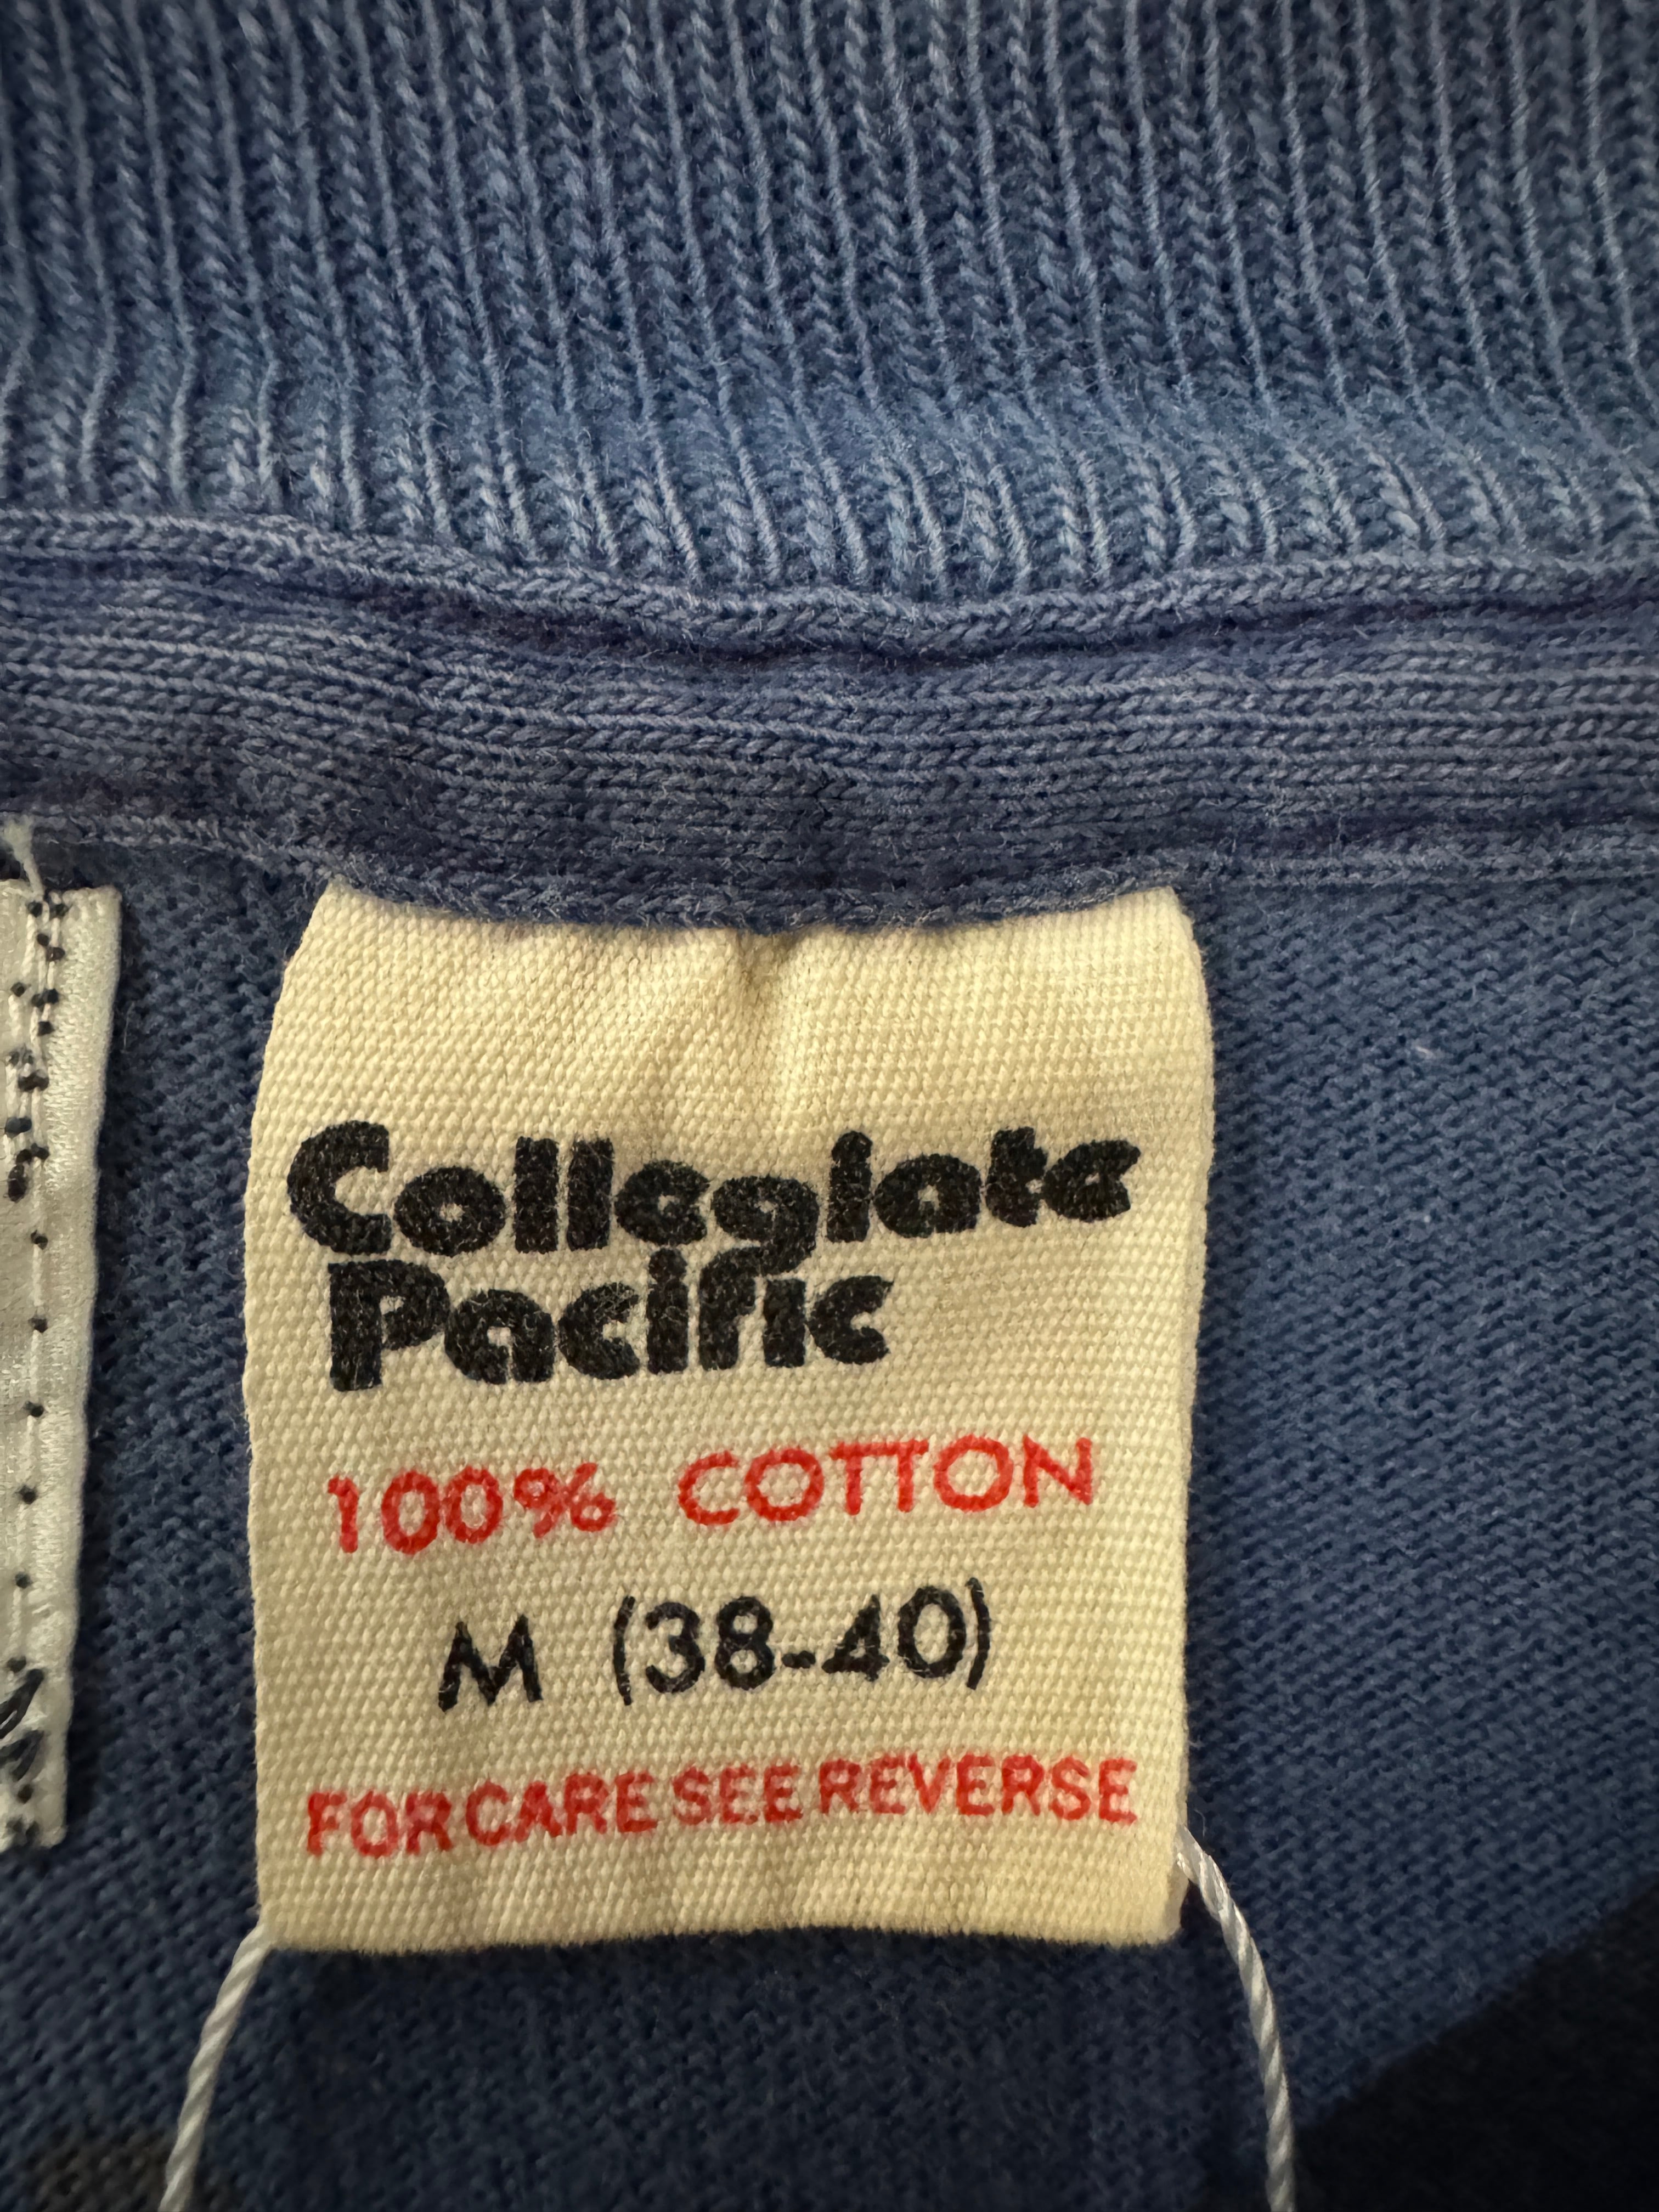 Collegiate
Pacific
100% COTTON
M (38-40)
FOR CARE SEE REVERSE